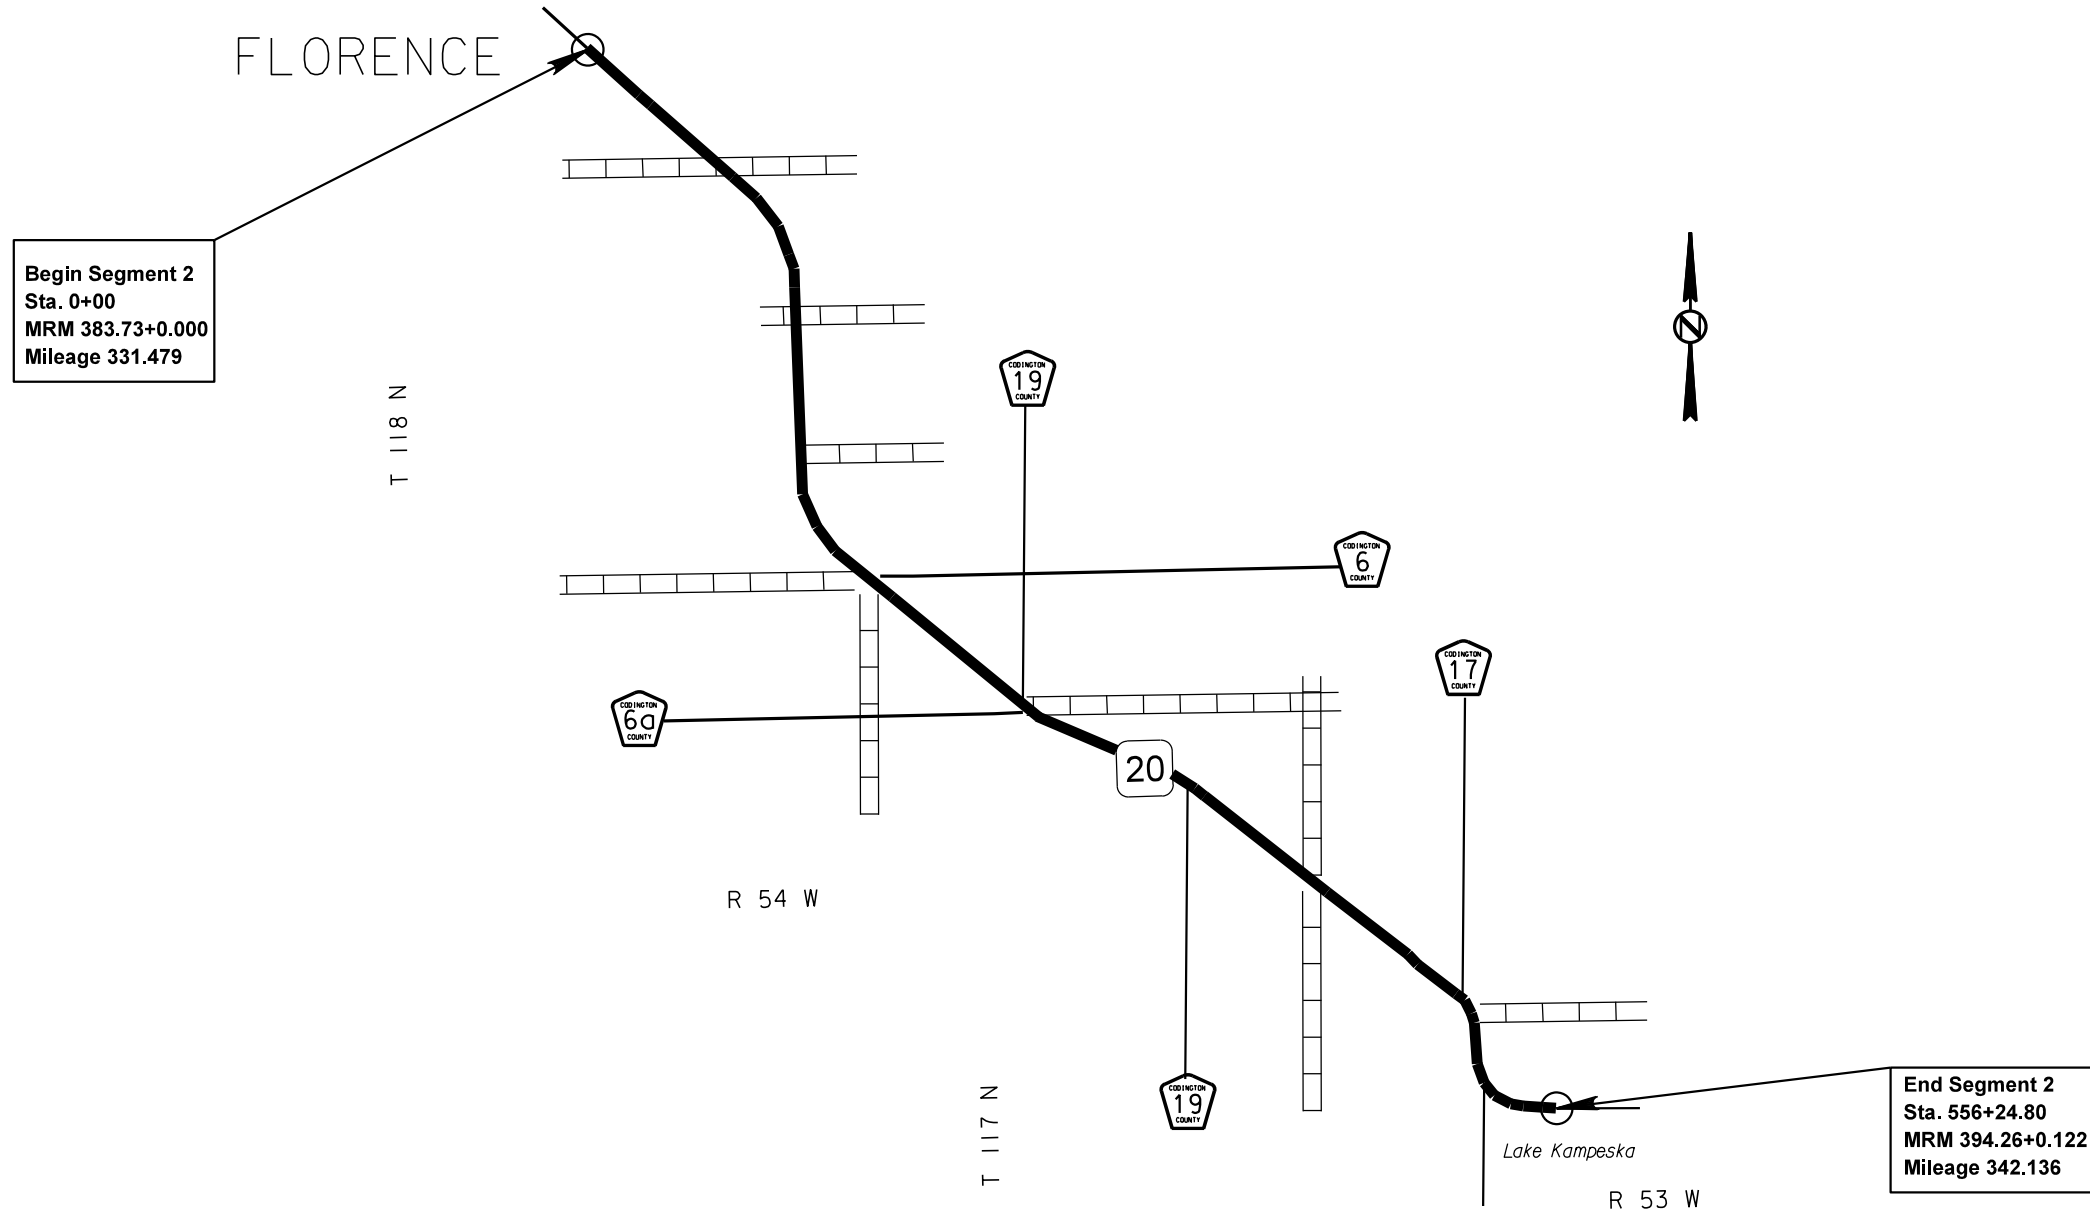 FLORENCE
Begin Segment 2
Sta. 0+00
MRM 383.73+0.000
Mileage 331.479
N
T 118 N
CODINGTON
19
COUNTY
CODINGTON
6
COUNTY
CODINGTON
17
COUNTY
CODINGTON
6a
COUNTY
20
R 54 W
T 117 N
CODINGTON
19
COUNTY
End Segment 2
Sta. 556+24.80
MRM 394.26+0.122
Mileage 342.136
Lake Kampeska
R 53 W